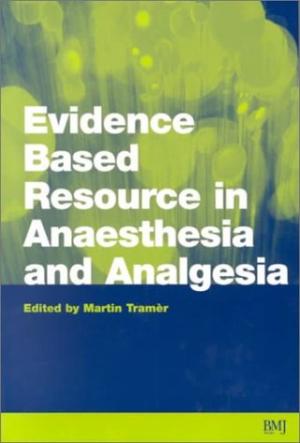 Evidence
Based
Resource in
Anaesthesia
and Analgesia
Edited by Martin Tramèr
BMJ